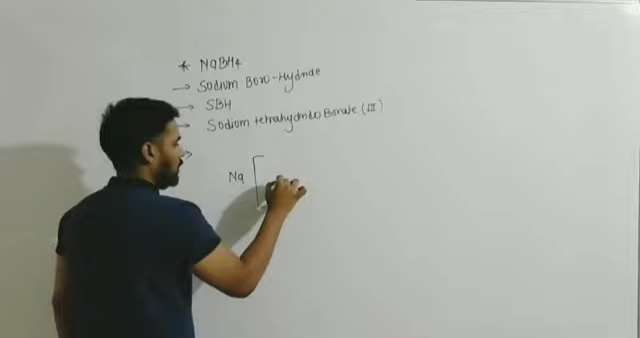 * NaBH4
→ Sodium Boro-Hydride
→ SBH
→ Sodium tetrahydrido Borate (III)
→
Na [